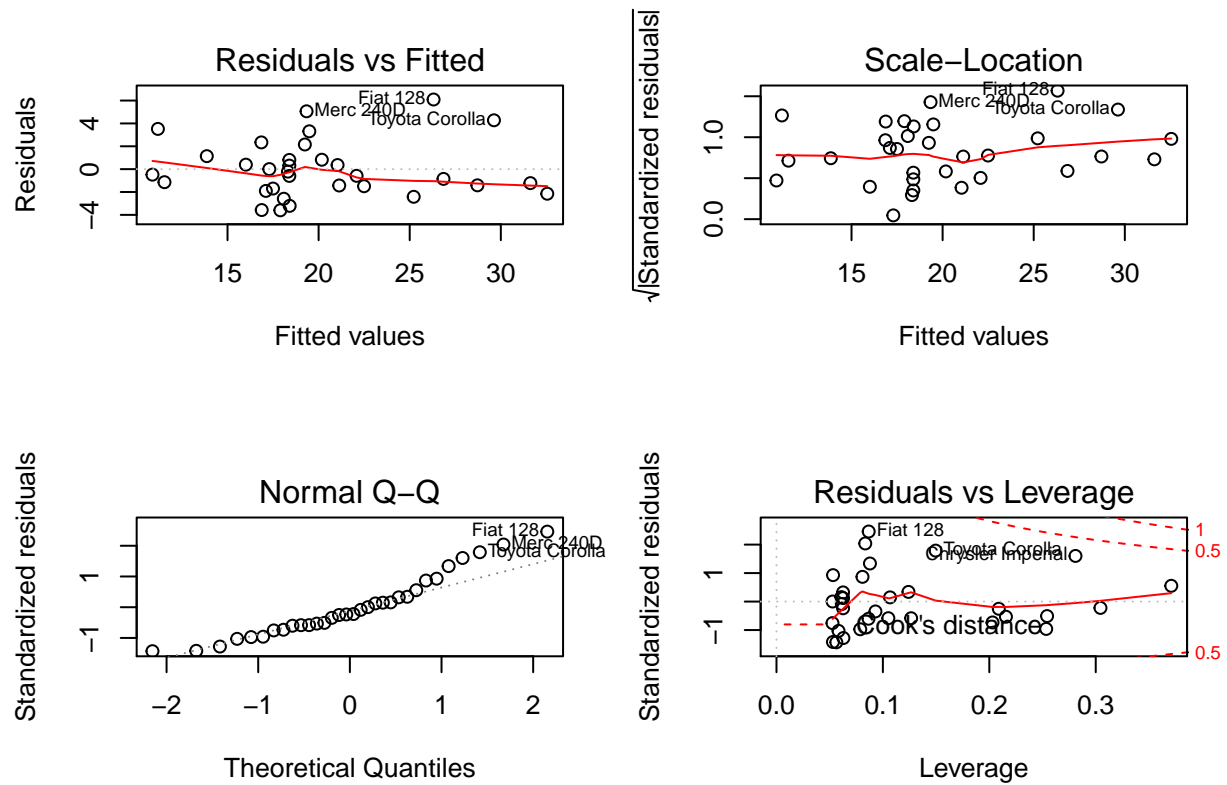 Residuals vs Fitted
Residuals
4
0
−4
Fiat 128
Merc 240D
Toyota Corolla
15 20 25 30
Fitted values
Scale−Location
√|Standardized residuals|
1.0
0.0
Fiat 128
Merc 240D
Toyota Corolla
15 20 25 30
Fitted values
Normal Q−Q
Standardized residuals
1
−1
Fiat 128
Merc 240D
Toyota Corolla
−2 −1 0 1 2
Theoretical Quantiles
Residuals vs Leverage
Standardized residuals
1
−1
Fiat 128
Toyota Corolla
Chrysler Imperial
Cook's distance
1
0.5
0.5
0.0 0.1 0.2 0.3
Leverage